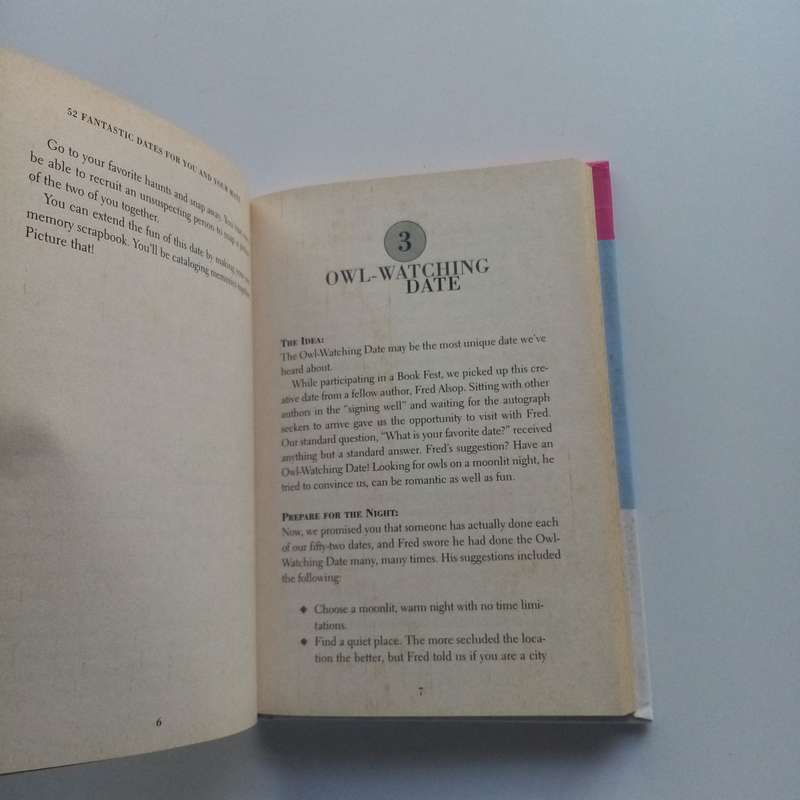 52 FANTASTIC DATES FOR YOU AND YOUR MATE
Go to your favorite haunts and snap away. You
be able to recruit an unsuspecting person to snap a
of the two of you together.
You can extend the fun of this date by making your own
memory scrapbook. You'll be cataloging memories together.
Picture that!
6
3
OWL-WATCHING
DATE
THE IDEA:
The Owl-Watching Date may be the most unique date we've
heard about.
While participating in a Book Fest, we picked up this cre-
ative date from a fellow author, Fred Alsop. Sitting with other
authors in the "signing well" and waiting for the autograph
seekers to arrive gave us the opportunity to visit with Fred.
Our standard question, "What is your favorite date?" received
anything but a standard answer. Fred's suggestion? Have an
Owl-Watching Date! Looking for owls on a moonlit night, he
tried to convince us, can be romantic as well as fun.
PREPARE FOR THE NIGHT:
Now, we promised you that someone has actually done each
of our fifty-two dates, and Fred swore he had done the Owl-
Watching Date many, many times. His suggestions included
the following:
◆ Choose a moonlit, warm night with no time limi-
tations.
◆ Find a quiet place. The more secluded the loca-
tion the better, but Fred told us if you are a city
7